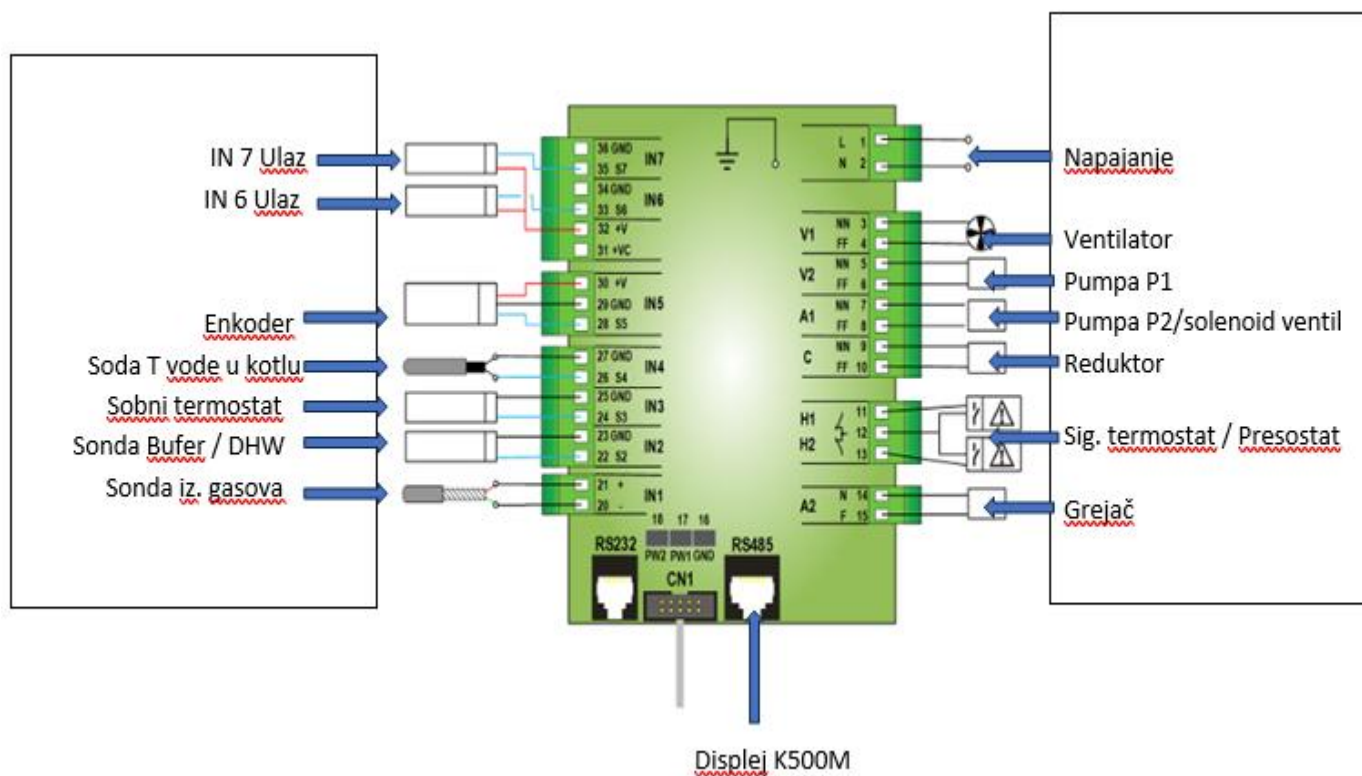 IN 7 Ulaz
IN 6 Ulaz
Enkoder
Soda T vode u kotlu
Sobni termostat
Sonda Bufer / DHW
Sonda iz. gasova
36 GND
35 S7
IN7
34 GND
33 S6
IN6
32 +V
31 +VC
30 +V
29 GND
IN5
28 S5
27 GND
IN4
26 S4
25 GND
IN3
24 S3
23 GND
IN2
22 S2
21 +
IN1
20 -
L 1
N 2
V1
NN 3
FF 4
V2
NN 5
FF 6
A1
NN 7
FF 8
C
NN 9
FF 10
H1
11
12
H2
13
A2
N 14
F 15
18 17 16
PW2 PW1 GND
RS232
CN1
RS485
Napajanje
Ventilator
Pumpa P1
Pumpa P2/solenoid ventil
Reduktor
Sig. termostat / Presostat
Grejač
Displej K500M